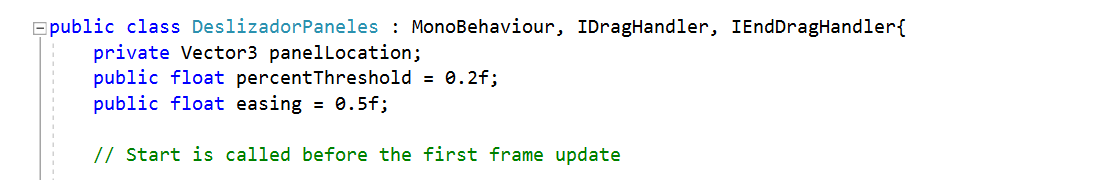 public class DeslizadorPaneles : MonoBehaviour, IDragHandler, IEndDragHandler{
private Vector3 panelLocation;
public float percentThreshold = 0.2f;
public float easing = 0.5f;
// Start is called before the first frame update